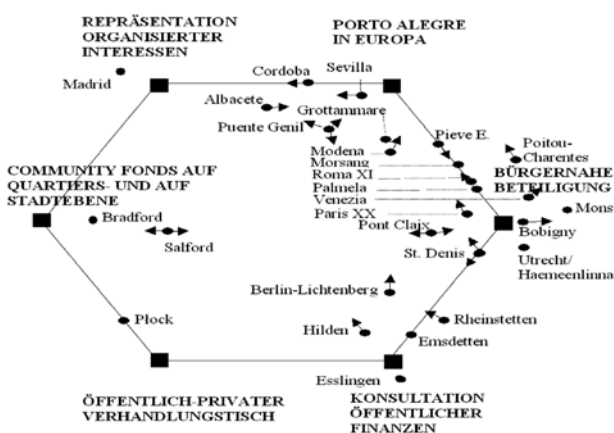 REPRÄSENTATION
ORGANISIERTER
INTERESSEN
PORTO ALEGRE
IN EUROPA
Madrid
Cordoba
Sevilla
Albacete
Grottammare
Puente Genil
Pieve E.
Modena
Morsang
Roma XI
Palmela
Venezia
Paris XX
Poitou-
Charentes
BÜRGERNAHE
BETEILIGUNG
COMMUNITY FONDS AUF
QUARTIERS- UND AUF
STADTEBENE
Bradford
Salford
Pont Claix
Mons
Bobigny
St. Denis
Utrecht/
Haemeenlinna
Berlin-Lichtenberg
Plock
Hilden
Rheinstetten
Emsdetten
Esslingen
ÖFFENTLICH-PRIVATER
VERHANDLUNGSTISCH
KONSULTATION
ÖFFENTLICHER
FINANZEN